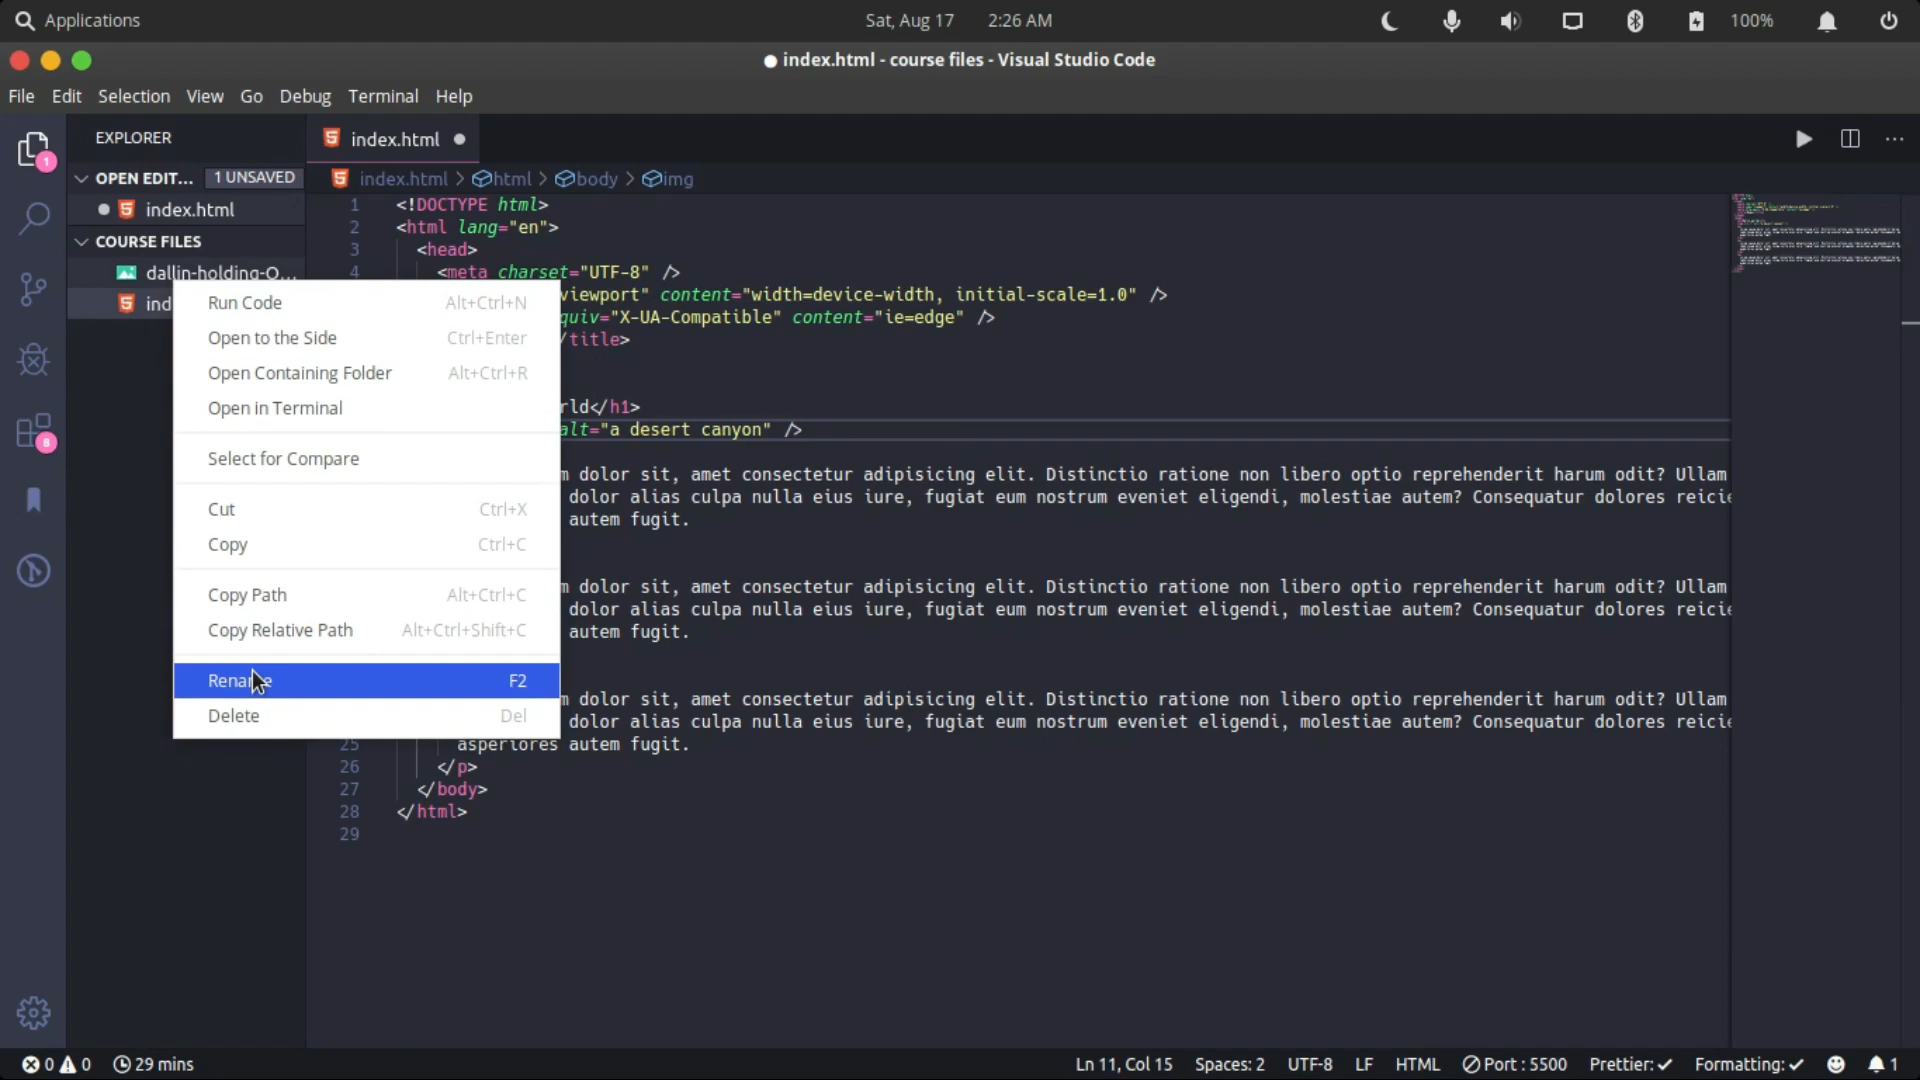 Applications
Sat, Aug 17 2:26 AM
100%
index.html - course files - Visual Studio Code
File Edit Selection View Go Debug Terminal Help
EXPLORER
1
index.html
OPEN EDIT... 1 UNSAVED
index.html > html > body > img
index.html
COURSE FILES
dallin-holding-O...
ind
8
1 <!DOCTYPE html>
2 <html lang="en">
3 <head>
4 <meta charset="UTF-8" />
viewport" content="width=device-width, initial-scale=1.0" />
quiv="X-UA-Compatible" content="ie=edge" />
/title>
rld</h1>
alt="a desert canyon" />
m dolor sit, amet consectetur adipisicing elit. Distinctio ratione non libero optio reprehenderit harum odit? Ullam
dolor alias culpa nulla eius iure, fugiat eum nostrum eveniet eligendi, molestiae autem? Consequatur dolores reicie
autem fugit.
m dolor sit, amet consectetur adipisicing elit. Distinctio ratione non libero optio reprehenderit harum odit? Ullam
dolor alias culpa nulla eius iure, fugiat eum nostrum eveniet eligendi, molestiae autem? Consequatur dolores reicie
autem fugit.
m dolor sit, amet consectetur adipisicing elit. Distinctio ratione non libero optio reprehenderit harum odit? Ullam
dolor alias culpa nulla eius iure, fugiat eum nostrum eveniet eligendi, molestiae autem? Consequatur dolores reicie
25 asperiores autem fugit.
26 </p>
27 </body>
28 </html>
29
Run Code Alt+Ctrl+N
Open to the Side Ctrl+Enter
Open Containing Folder Alt+Ctrl+R
Open in Terminal
Select for Compare
Cut Ctrl+X
Copy Ctrl+C
Copy Path Alt+Ctrl+C
Copy Relative Path Alt+Ctrl+Shift+C
Rename F2
Delete Del
0 0 29 mins
Ln 11, Col 15 Spaces: 2 UTF-8 LF HTML Port : 5500 Prettier: ✓ Formatting: ✓ 1